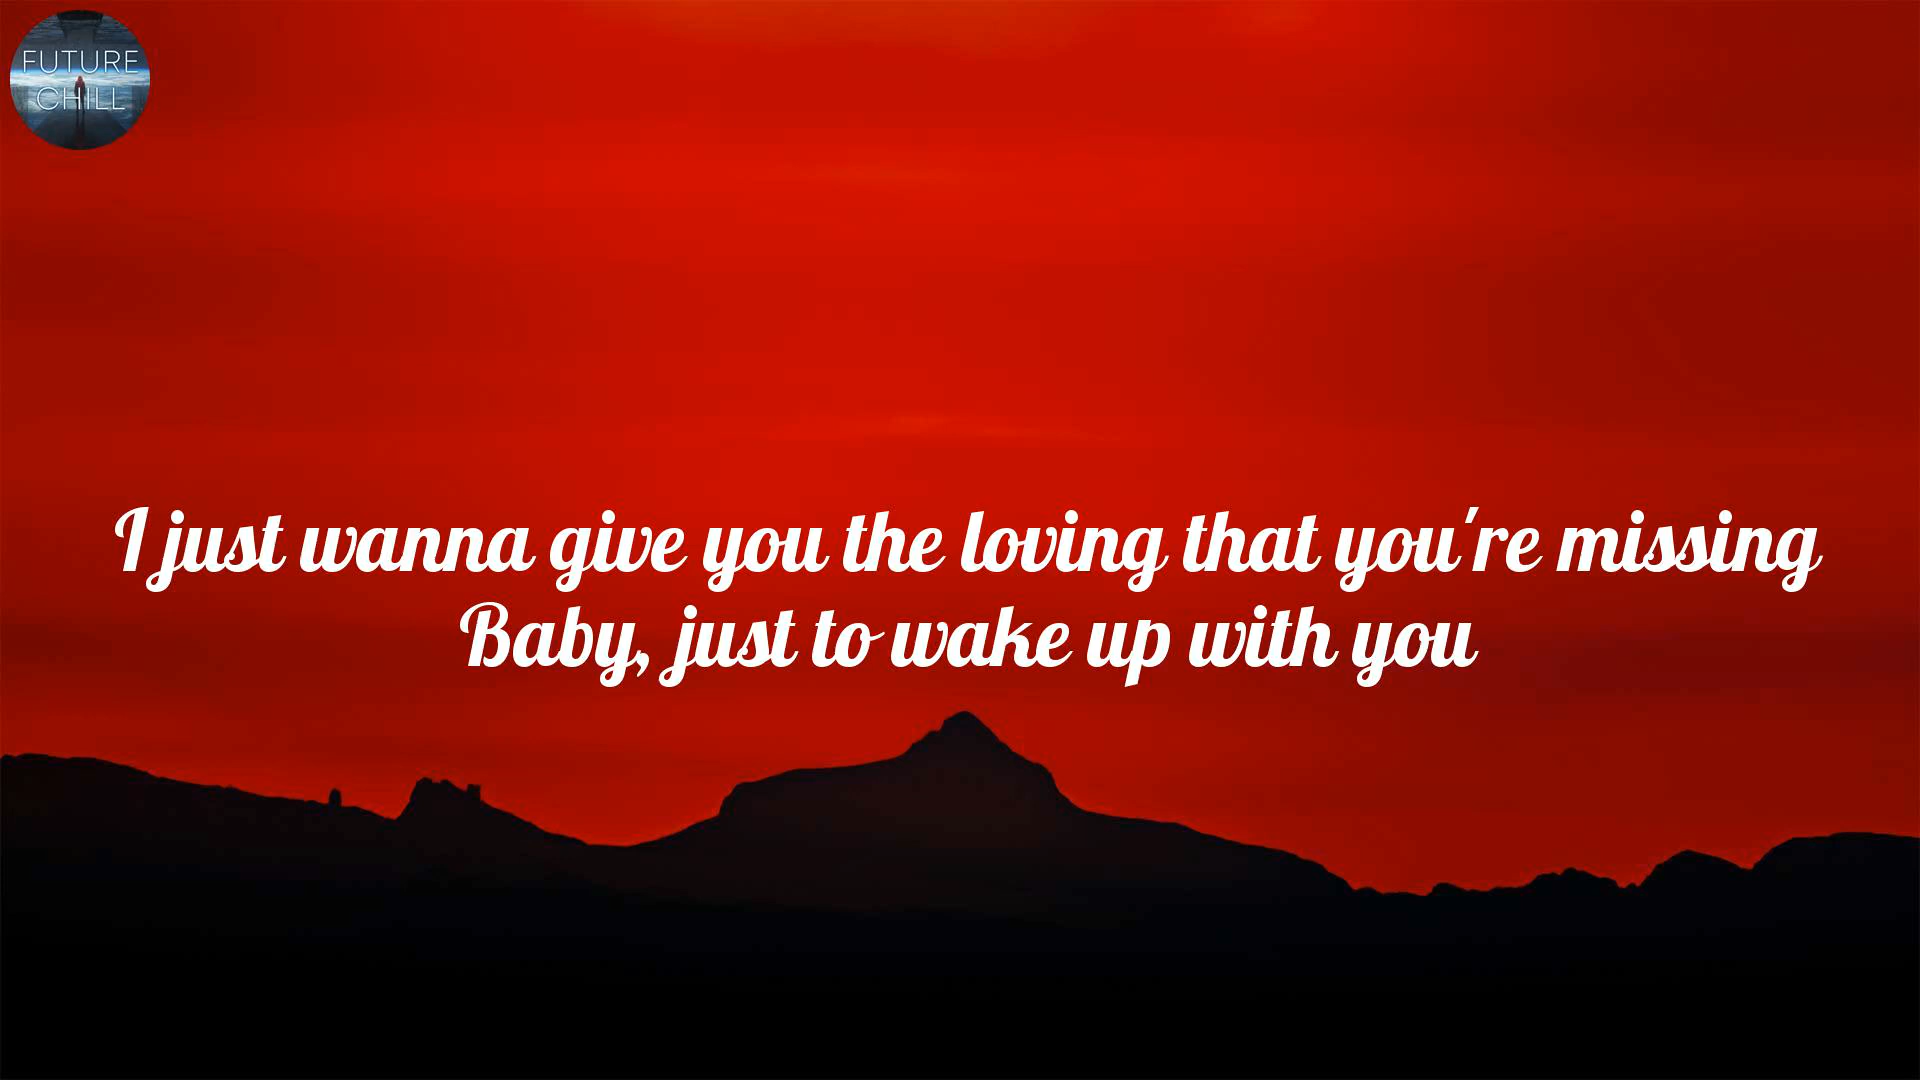 FUTURE
CHILL
I just wanna give you the loving that you're missing
Baby, just to wake up with you